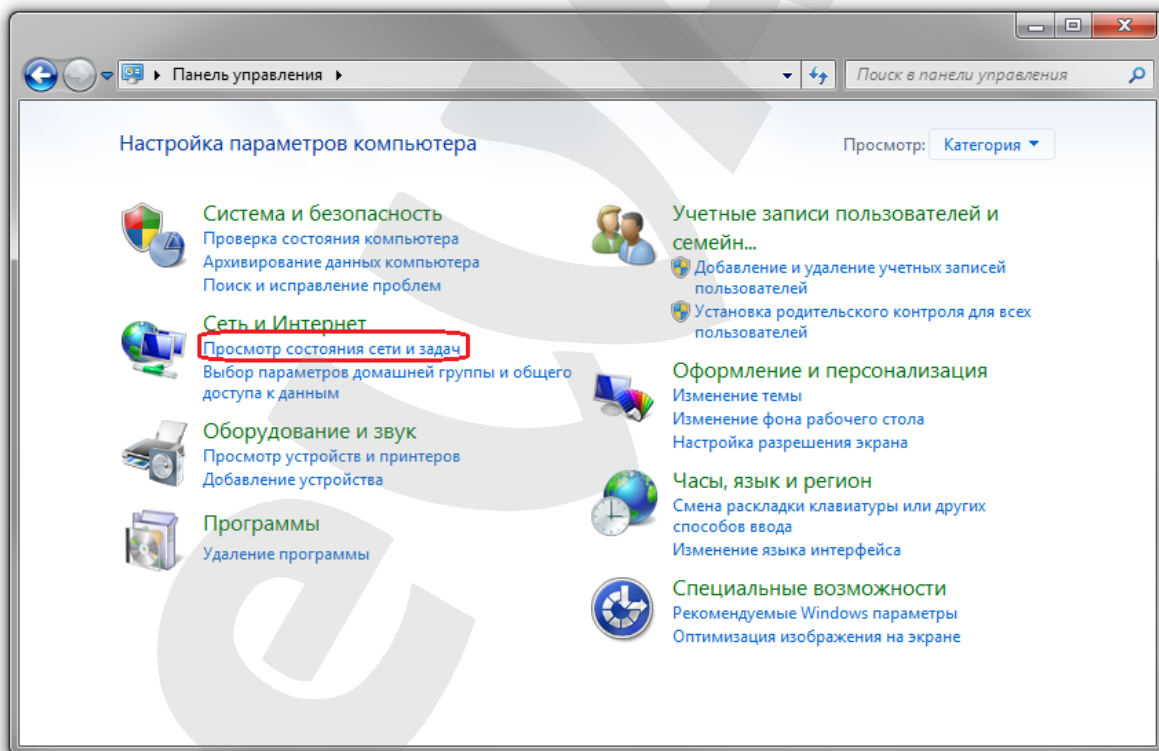 Панель управления
Поиск в панели управления
Настройка параметров компьютера
Просмотр: Категория
Система и безопасность
Проверка состояния компьютера
Архивирование данных компьютера
Поиск и исправление проблем
Сеть и Интернет
Просмотр состояния сети и задач
Выбор параметров домашней группы и общего
доступа к данным
Оборудование и звук
Просмотр устройств и принтеров
Добавление устройства
Программы
Удаление программы
Учетные записи пользователей и
семейн...
Добавление и удаление учетных записей
пользователей
Установка родительского контроля для всех
пользователей
Оформление и персонализация
Изменение темы
Изменение фона рабочего стола
Настройка разрешения экрана
Часы, язык и регион
Смена раскладки клавиатуры или других
способов ввода
Изменение языка интерфейса
Специальные возможности
Рекомендуемые Windows параметры
Оптимизация изображения на экране